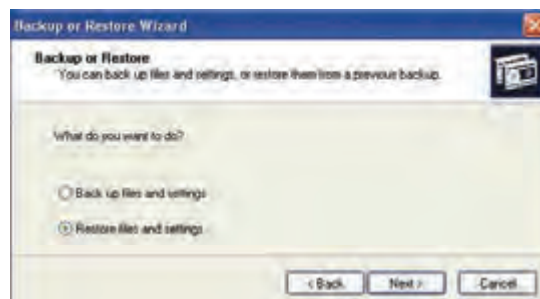 Backup or Restore Wizard
Backup or Restore
You can back up files and settings, or restore them from a previous backup.
What do you want to do?
Back up files and settings
Restore files and settings
< Back
Next >
Cancel